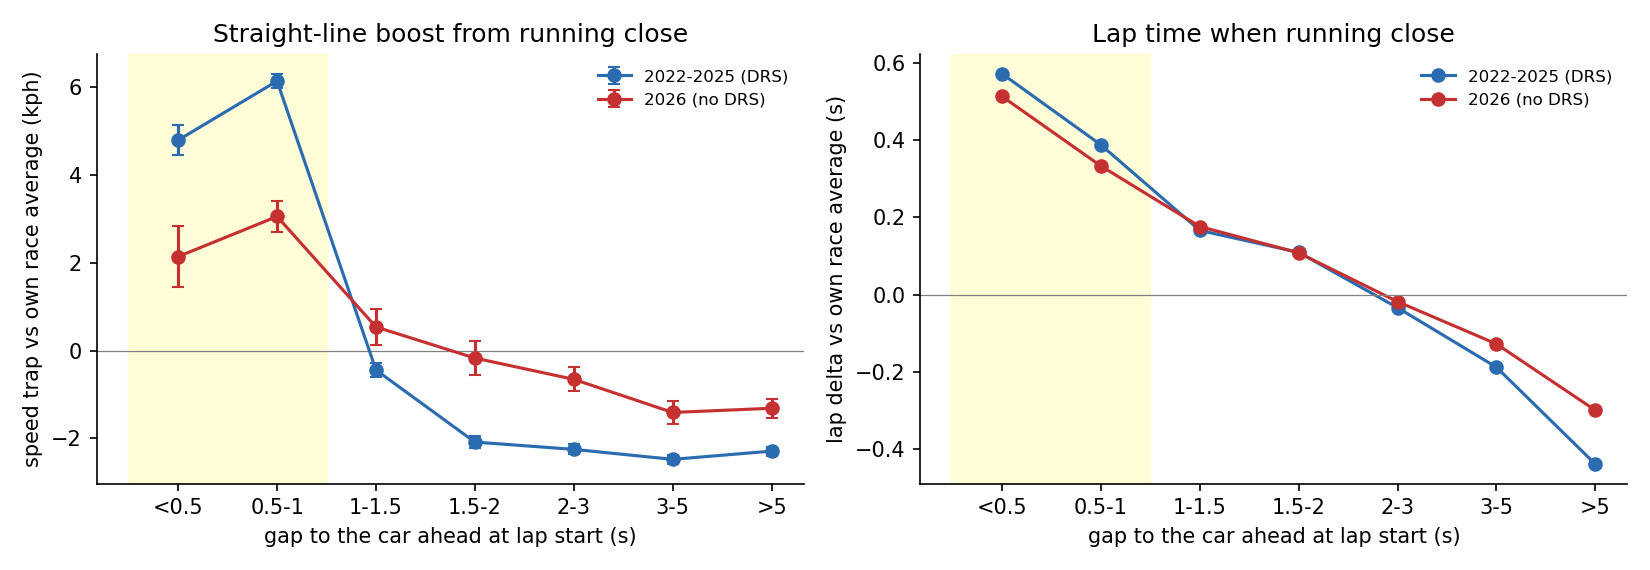 Straight-line boost from running close
speed trap vs own race average (kph)
6
4
2
0
−2
2022-2025 (DRS)
2026 (no DRS)
<0.5 0.5-1 1-1.5 1.5-2 2-3 3-5 >5
gap to the car ahead at lap start (s)
Lap time when running close
lap delta vs own race average (s)
0.6
0.4
0.2
0.0
−0.2
−0.4
2022-2025 (DRS)
2026 (no DRS)
<0.5 0.5-1 1-1.5 1.5-2 2-3 3-5 >5
gap to the car ahead at lap start (s)